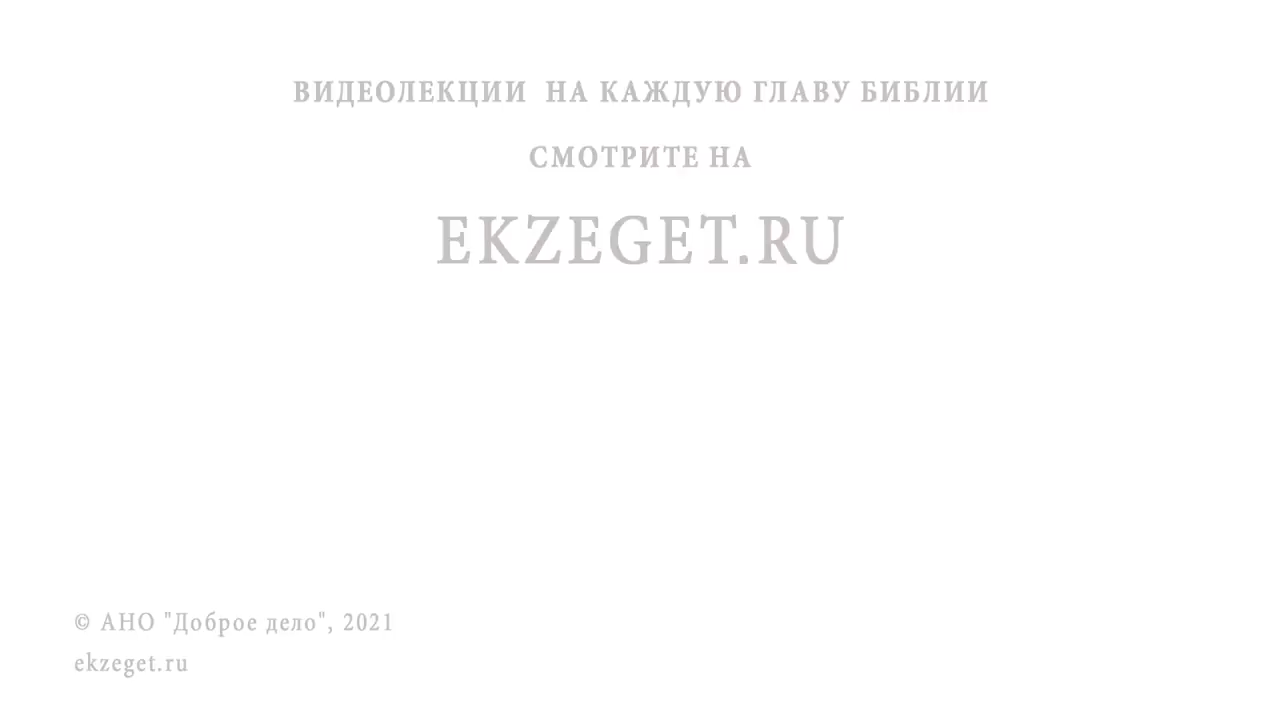 ВИДЕОЛЕКЦИИ НА КАЖДУЮ ГЛАВУ БИБЛИИ
СМОТРИТЕ НА
EKZEGET.RU
© АНО "Доброе дело", 2021
ekzeget.ru